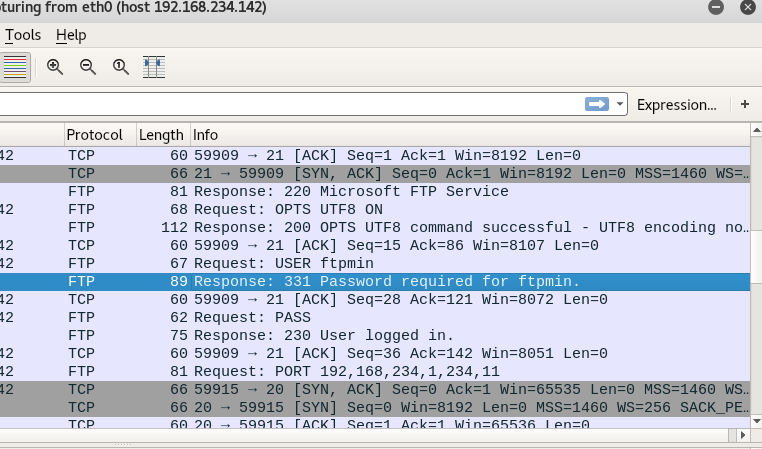 pturing from eth0 (host 192.168.234.142)
Tools Help
Expression... +
Protocol Length Info
42 TCP 60 59909 → 21 [ACK] Seq=1 Ack=1 Win=8192 Len=0
TCP 66 21 → 59909 [SYN, ACK] Seq=0 Ack=1 Win=8192 Len=0 MSS=1460 WS=…
FTP 81 Response: 220 Microsoft FTP Service
42 FTP 68 Request: OPTS UTF8 ON
FTP 112 Response: 200 OPTS UTF8 command successful - UTF8 encoding no…
42 TCP 60 59909 → 21 [ACK] Seq=15 Ack=86 Win=8107 Len=0
42 FTP 67 Request: USER ftpmin
FTP 89 Response: 331 Password required for ftpmin.
42 TCP 60 59909 → 21 [ACK] Seq=28 Ack=121 Win=8072 Len=0
42 FTP 62 Request: PASS
FTP 75 Response: 230 User logged in.
42 TCP 60 59909 → 21 [ACK] Seq=36 Ack=142 Win=8051 Len=0
42 FTP 81 Request: PORT 192,168,234,1,234,11
42 TCP 66 59915 → 20 [SYN, ACK] Seq=0 Ack=1 Win=65535 Len=0 MSS=1460 WS…
TCP 66 20 → 59915 [SYN] Seq=0 Win=8192 Len=0 MSS=1460 WS=256 SACK_PE…
TCP 60 20 → 59915 [ACK] Seq=1 Ack=1 Win=65536 Len=0